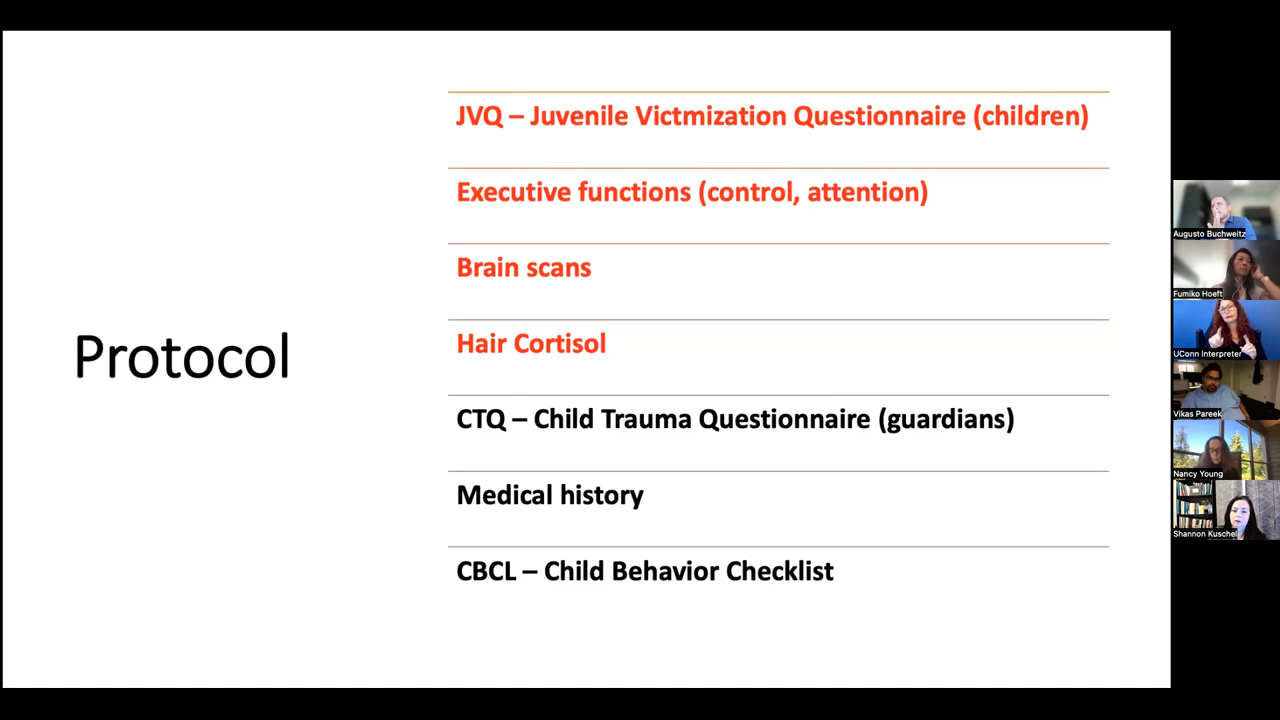 Protocol
JVQ – Juvenile Victmization Questionnaire (children)
Executive functions (control, attention)
Brain scans
Hair Cortisol
CTQ – Child Trauma Questionnaire (guardians)
Medical history
CBCL – Child Behavior Checklist
Augusto Buchweitz
Fumiko Hoeft
UConn Interpreter
Vikas Pareek
Nancy Young
Shannon Kuschel